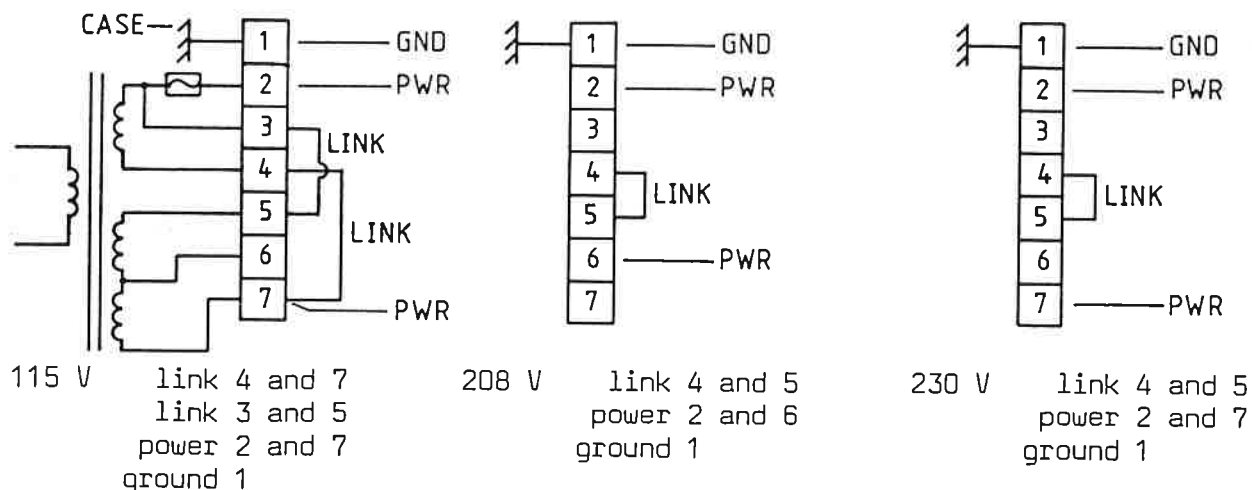 CASE
1 GND
2 PWR
3
LINK
4
5
LINK
6
7
PWR
1 GND
2 PWR
3
4
LINK
5
6 PWR
7
1 GND
2 PWR
3
4
LINK
5
6
7 PWR
115 V link 4 and 7
link 3 and 5
power 2 and 7
ground 1
208 V link 4 and 5
power 2 and 6
ground 1
230 V link 4 and 5
power 2 and 7
ground 1